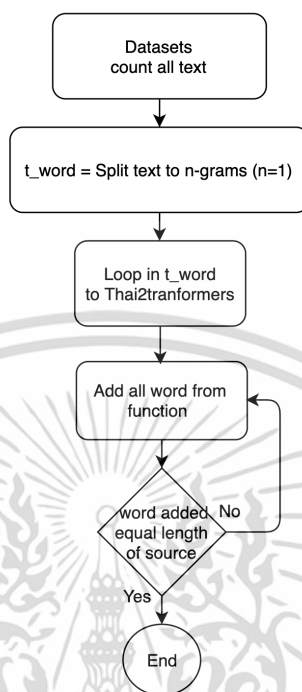 Datasets
count all text
t_word = Split text to n-grams (n=1)
Loop in t_word
to Thai2tranformers
Add all word from
function
word added
equal length
of source
No
Yes
End